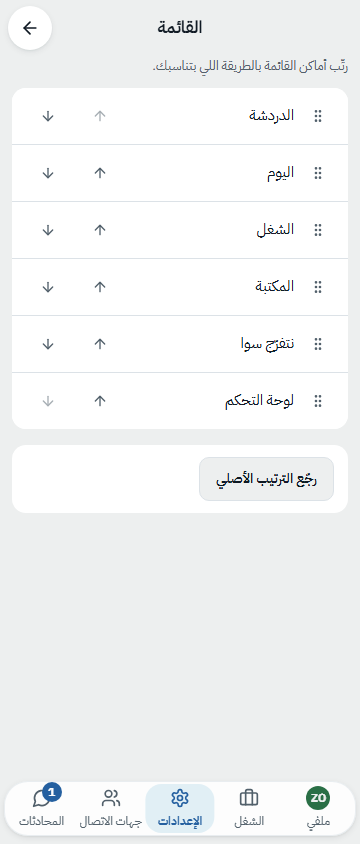 القائمة
رتّب أماكن القائمة بالطريقة اللي بتناسبك.
الدردشة
اليوم
الشغل
المكتبة
نتفرّج سوا
لوحة التحكم
رجّع الترتيب الأصلي
ZO
ملفي
الشغل
الإعدادات
جهات الاتصال
1
المحادثات